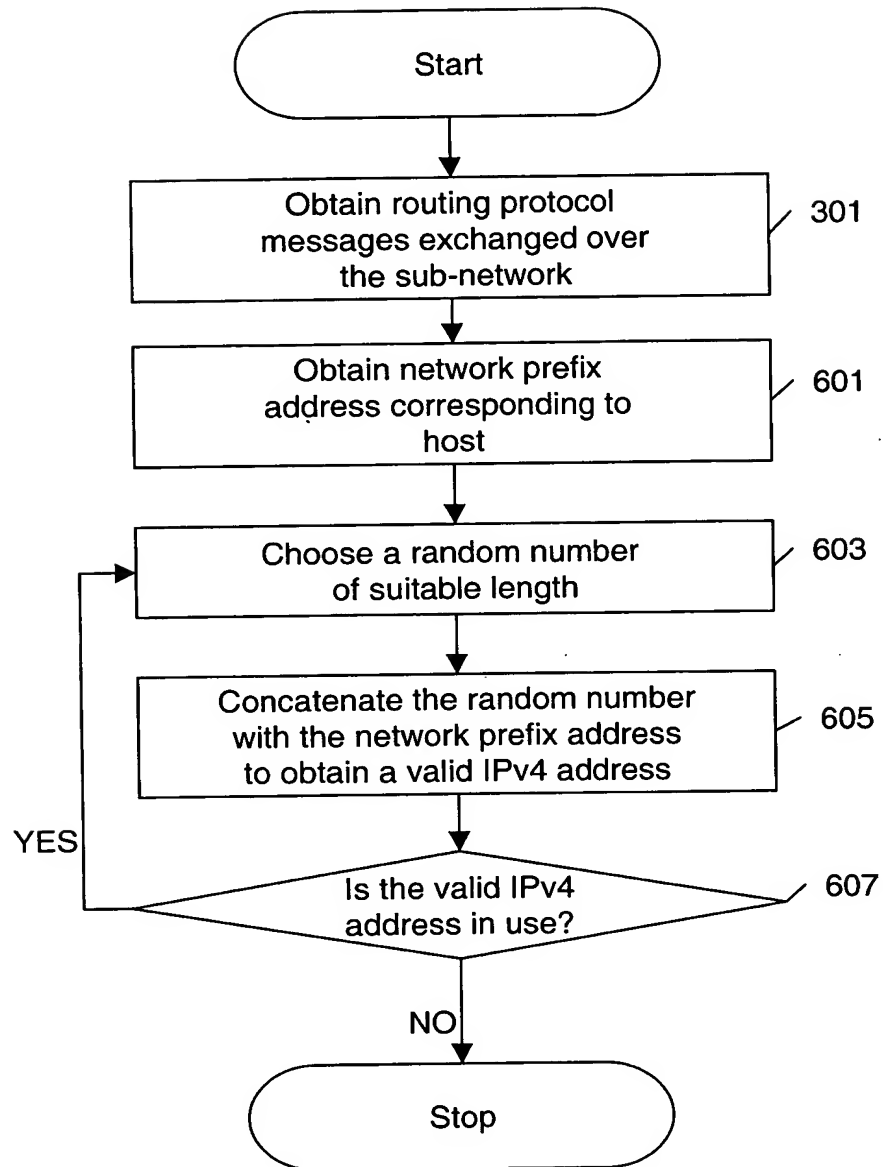 Start
Obtain routing protocol
messages exchanged over
the sub-network
301
Obtain network prefix
address corresponding to
host
601
Choose a random number
of suitable length
603
Concatenate the random number
with the network prefix address
to obtain a valid IPv4 address
605
YES
Is the valid IPv4
address in use?
607
NO
Stop